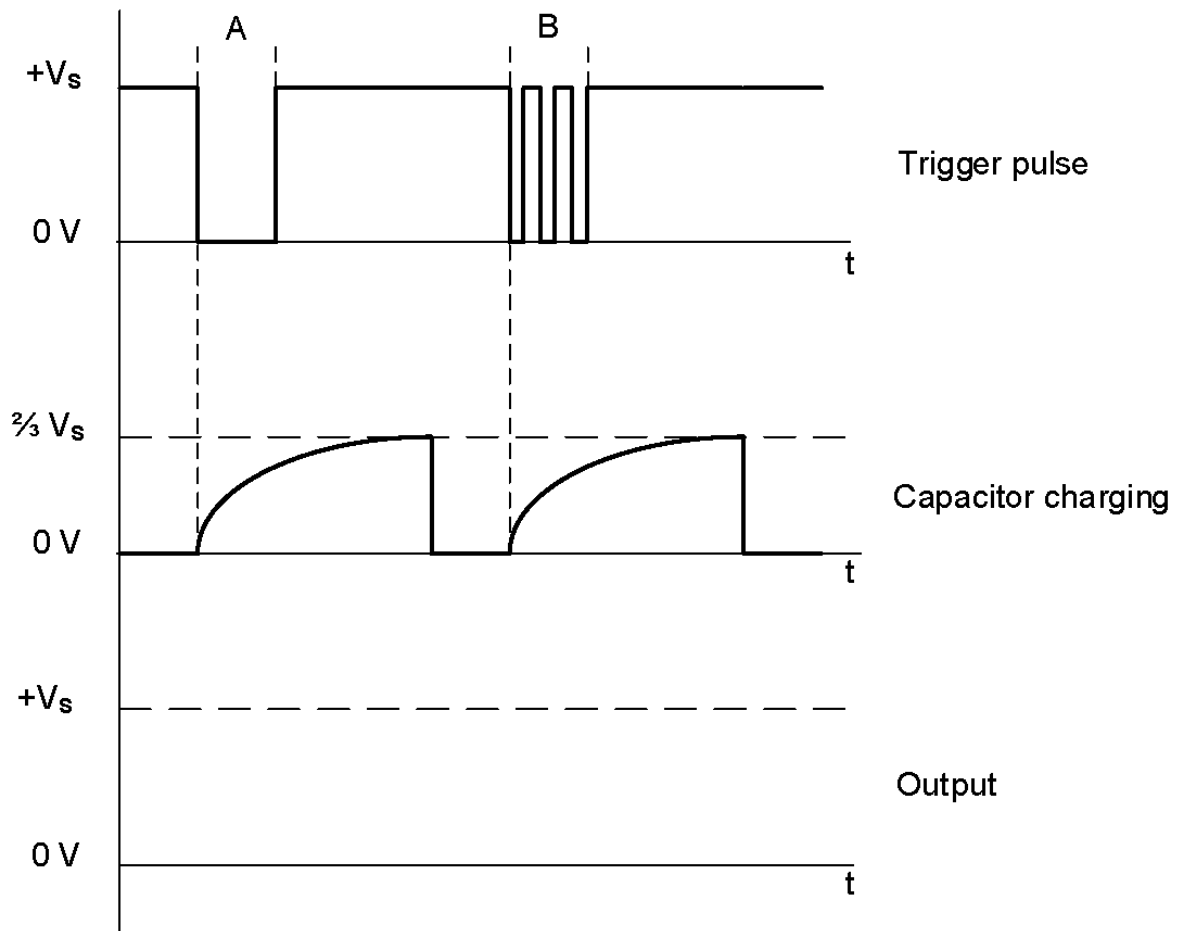 A B
+Vs
Trigger pulse
0 V
t
⅔ Vs
Capacitor charging
0 V
t
+Vs
Output
0 V
t